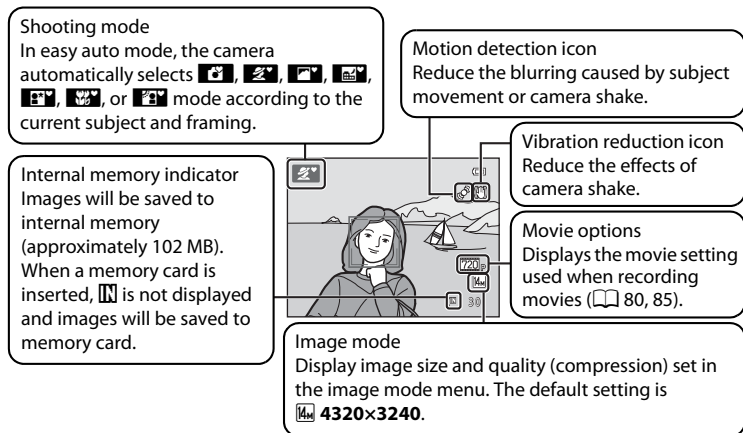 Shooting mode
In easy auto mode, the camera
automatically selects , , , ,
, , or mode according to the
current subject and framing.
Motion detection icon
Reduce the blurring caused by subject
movement or camera shake.
Vibration reduction icon
Reduce the effects of
camera shake.
Internal memory indicator
Images will be saved to
internal memory
(approximately 102 MB).
When a memory card is
inserted, IN is not displayed
and images will be saved to
memory card.
Movie options
Displays the movie setting
used when recording
movies ( 80, 85).
720 P
14M
IN 30
Image mode
Display image size and quality (compression) set in
the image mode menu. The default setting is
14M 4320×3240.